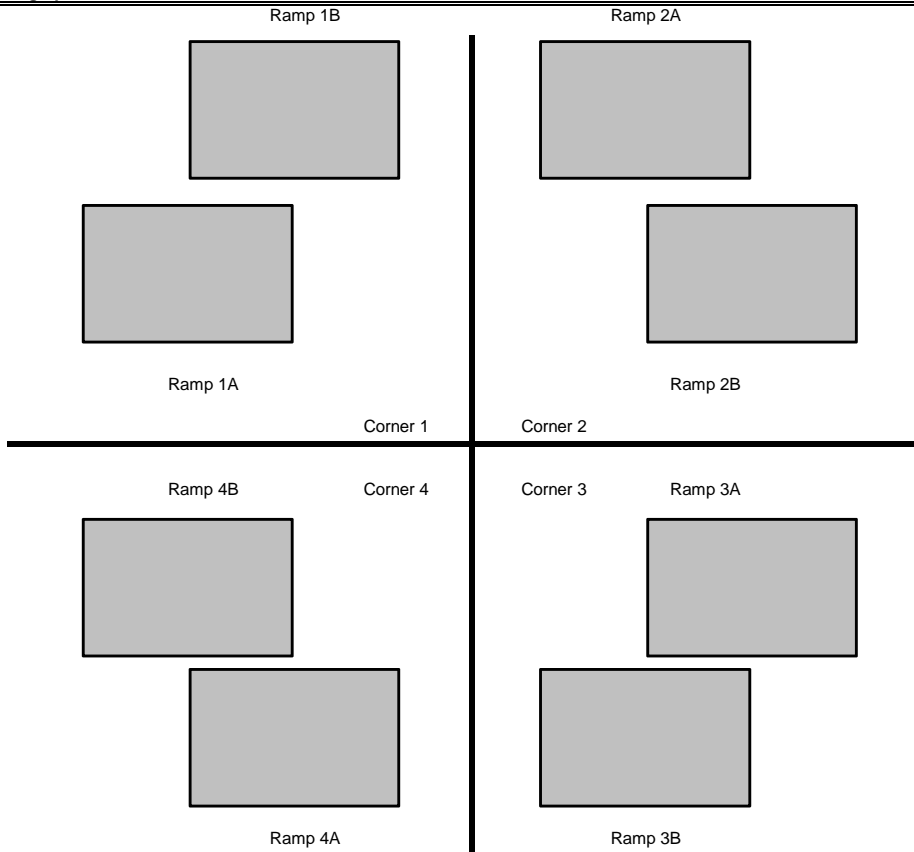 Ramp 1B
Ramp 2A
Ramp 1A
Ramp 2B
Corner 1
Corner 2
Ramp 4B
Corner 4
Corner 3
Ramp 3A
Ramp 4A
Ramp 3B